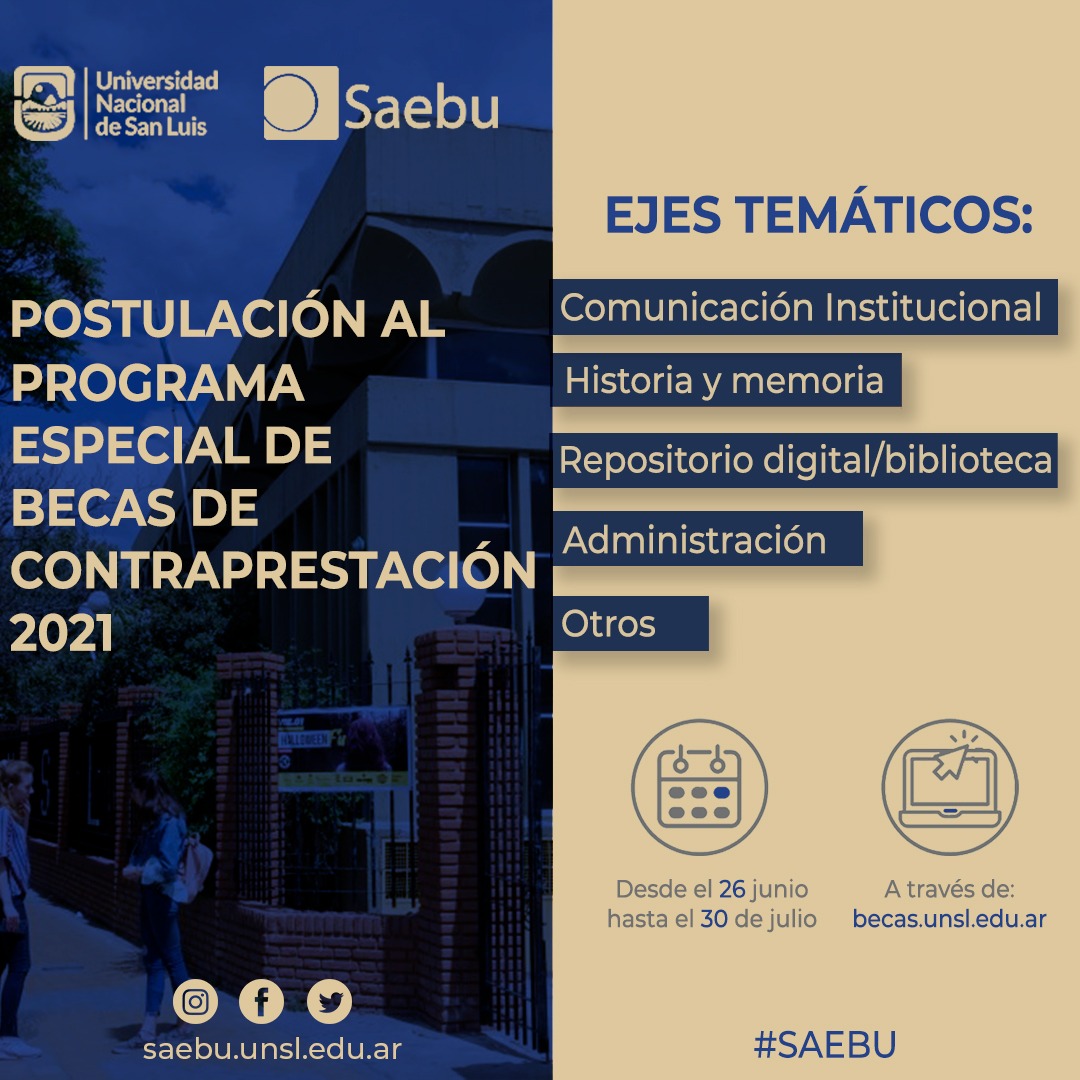 Universidad
Nacional
de San Luis
Saebu
POSTULACIÓN AL
PROGRAMA
ESPECIAL DE
BECAS DE
CONTRAPRESTACIÓN
2021
HALLOWEEN
saebu.unsl.edu.ar
EJES TEMÁTICOS:
Comunicación Institucional
Historia y memoria
Repositorio digital/biblioteca
Administración
Otros
Desde el 26 junio
hasta el 30 de julio
A través de:
becas.unsl.edu.ar
#SAEBU